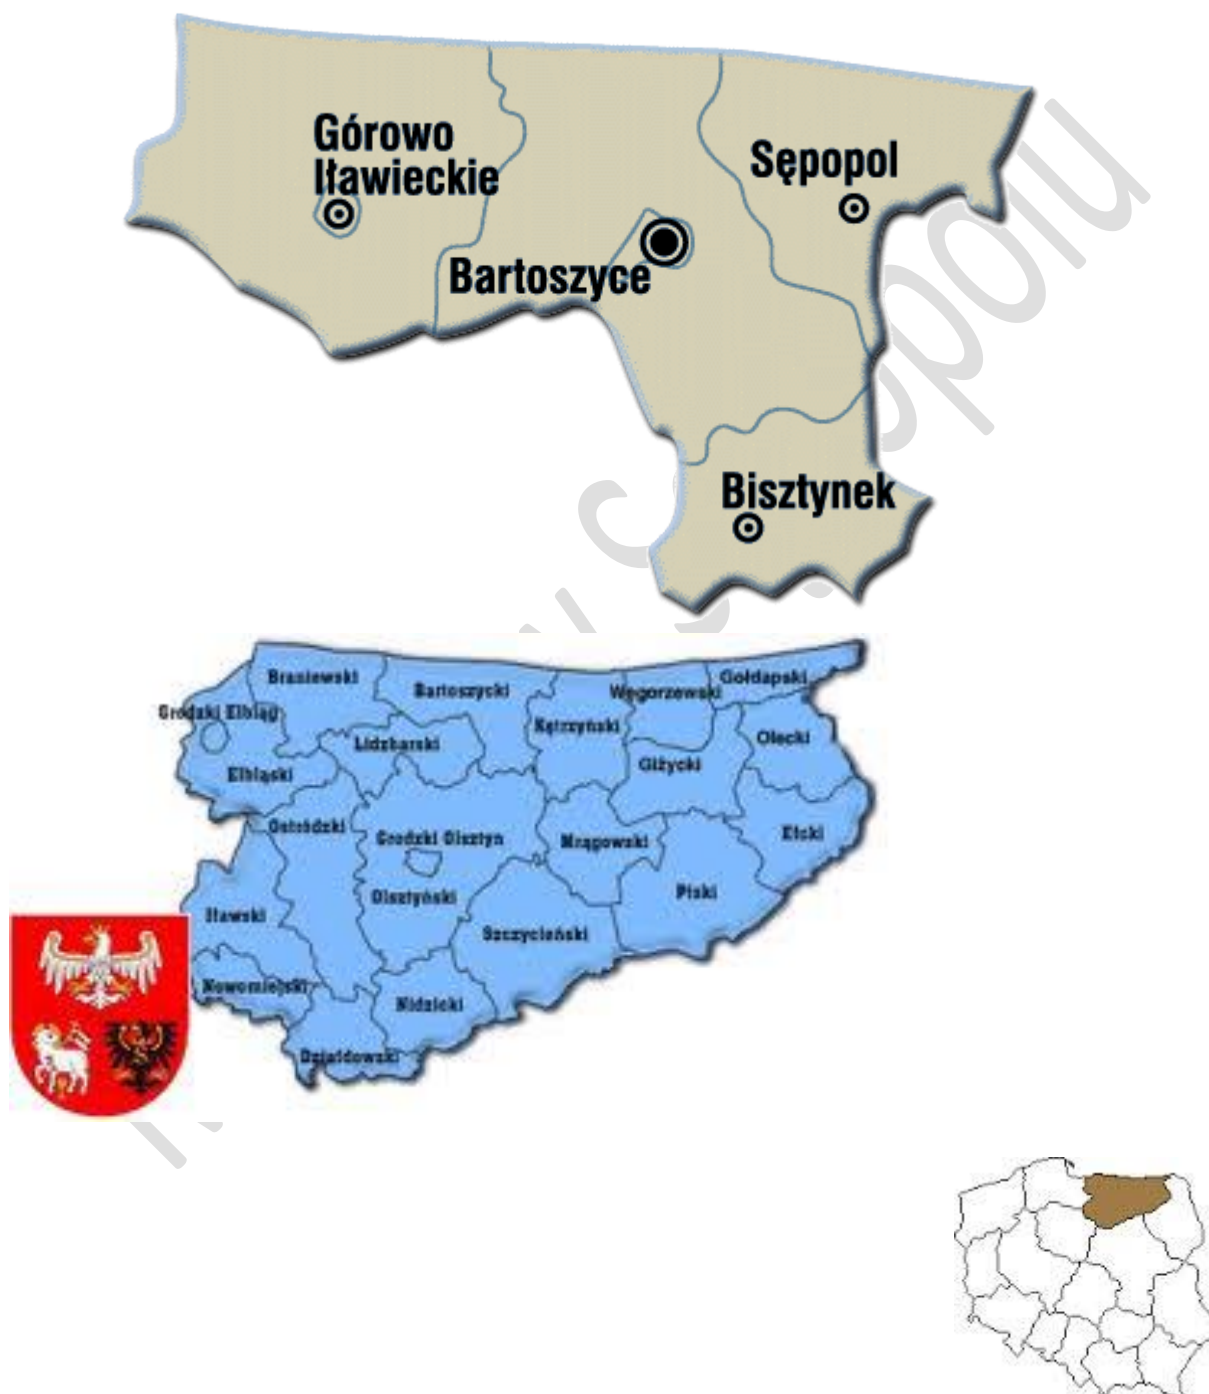 Górowo
Iławieckie
Sępopol
Bartoszyce
Bisztynek
Braniewski
Bartoszycki
Węgorzewski
Gołdapski
Grodzki Elbląg
Kętrzyński
Lidzbarski
Olecki
Elbląski
Giżycki
Ostródzki
Grodzki Olsztyn
Mrągowski
Ełcki
Olsztyński
Piski
Iławski
Szczycieński
Nowomiejski
Nidzicki
Działdowski